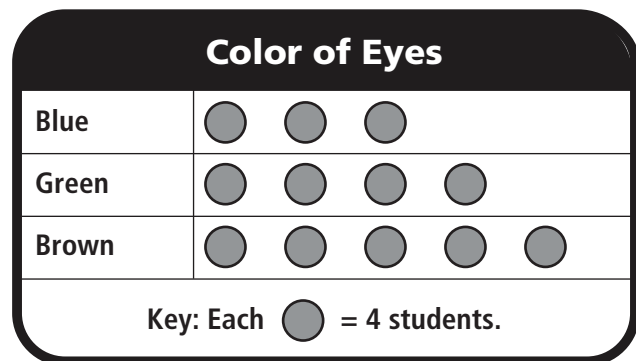 Color of Eyes
Blue
Green
Brown
Key: Each = 4 students.